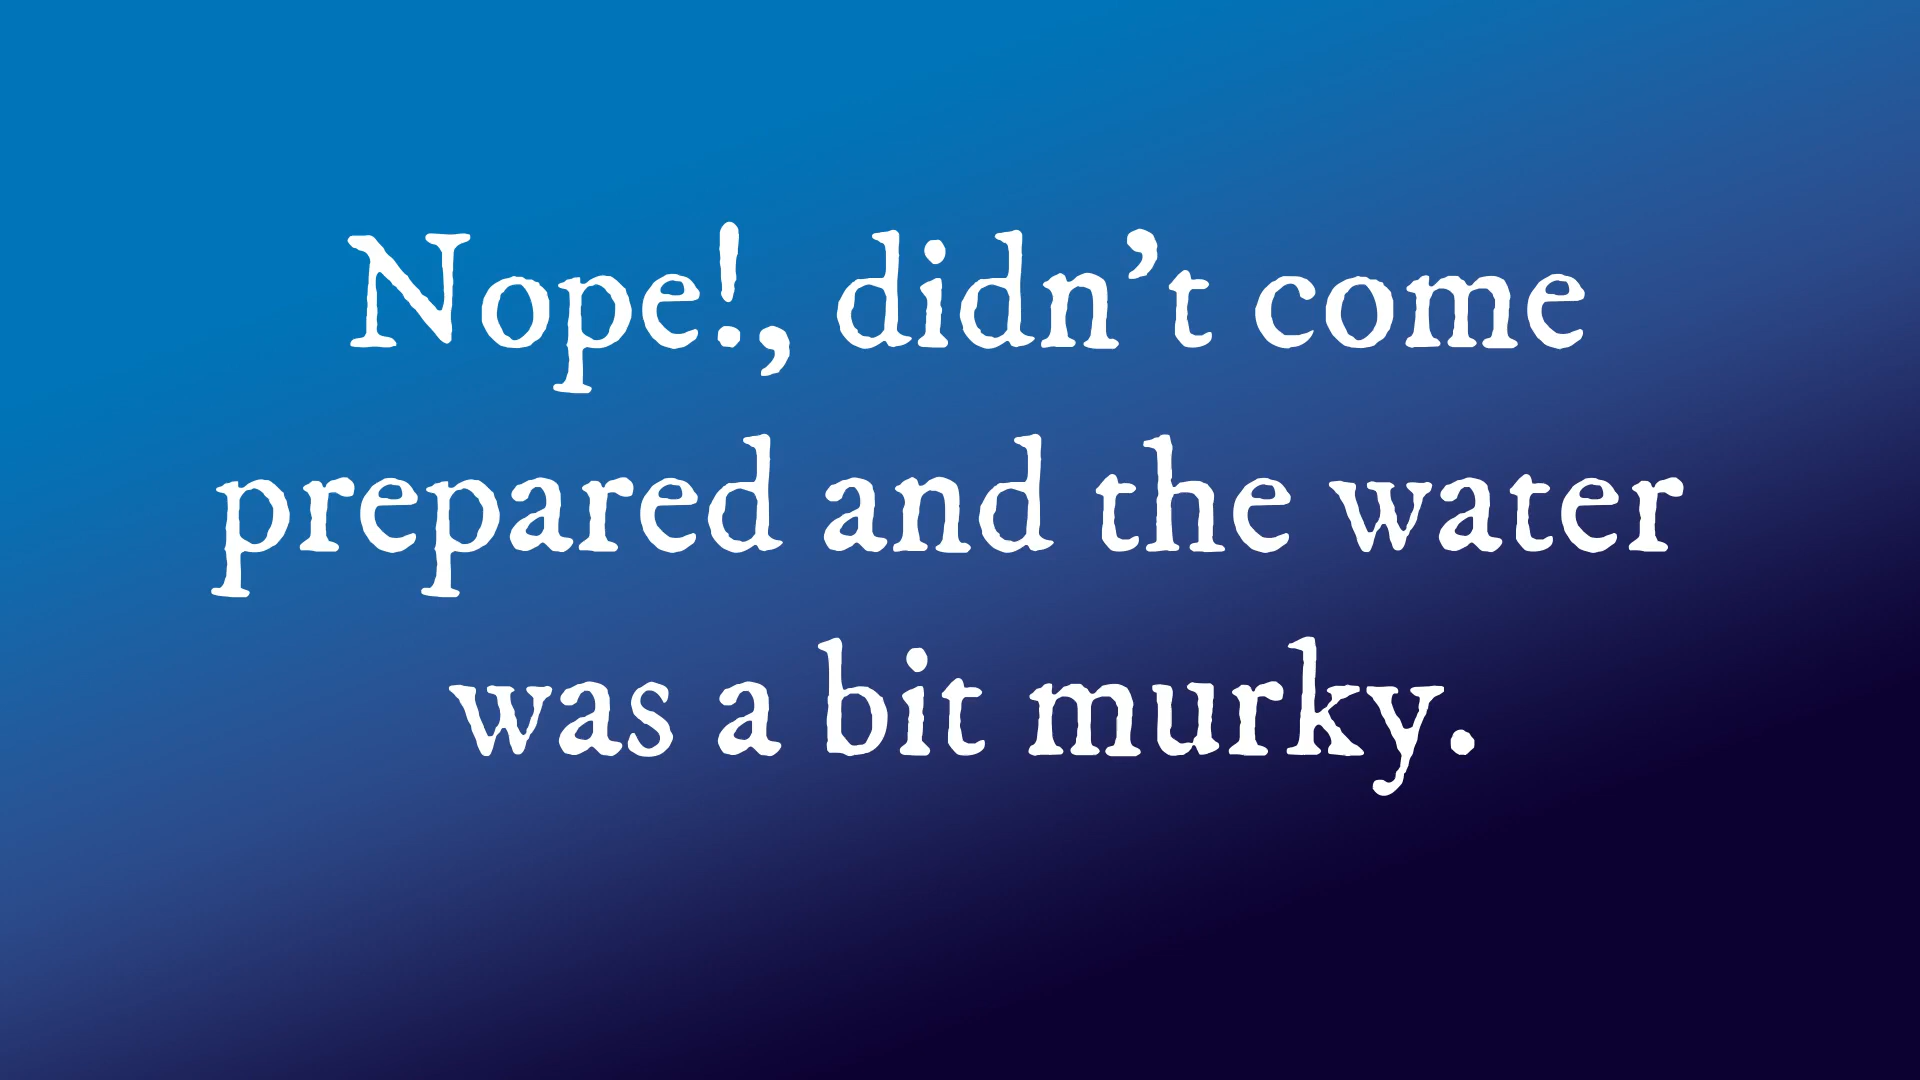 Nope!, didn’t come
prepared and the water
was a bit murky.